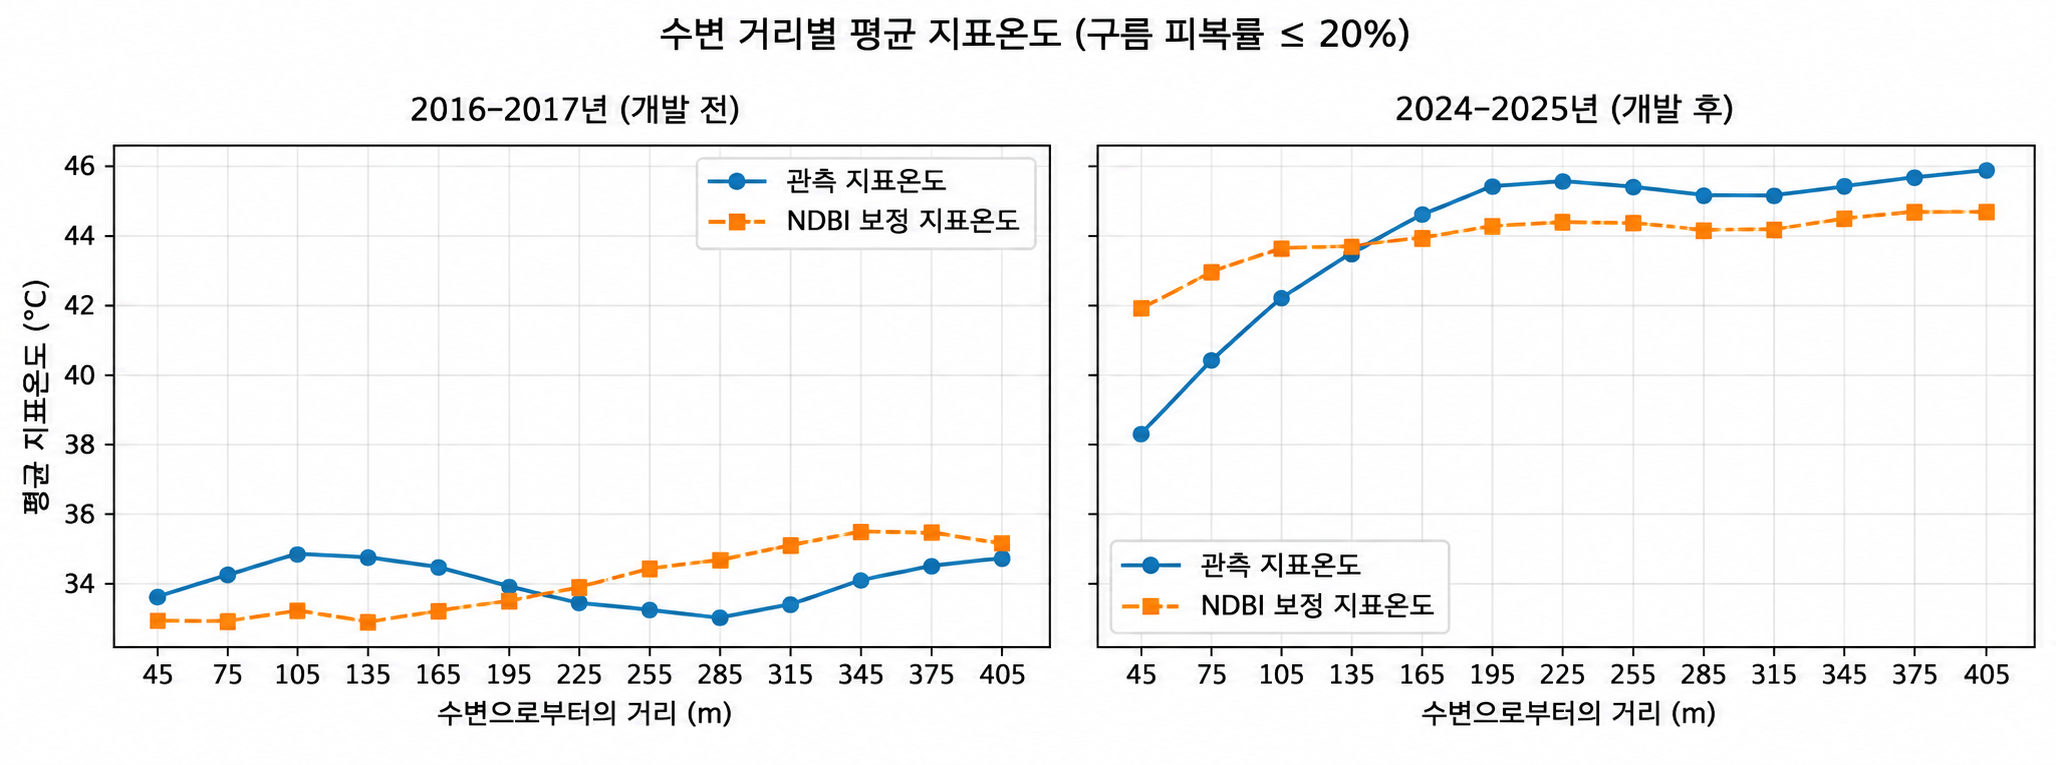 수변 거리별 평균 지표온도 (구름 피복률 ≤ 20%)
2016–2017년 (개발 전)
평균 지표온도 (°C)
46
44
42
40
38
36
34
관측 지표온도
NDBI 보정 지표온도
45 75 105 135 165 195 225 255 285 315 345 375 405
수변으로부터의 거리 (m)
2024–2025년 (개발 후)
관측 지표온도
NDBI 보정 지표온도
45 75 105 135 165 195 225 255 285 315 345 375 405
수변으로부터의 거리 (m)